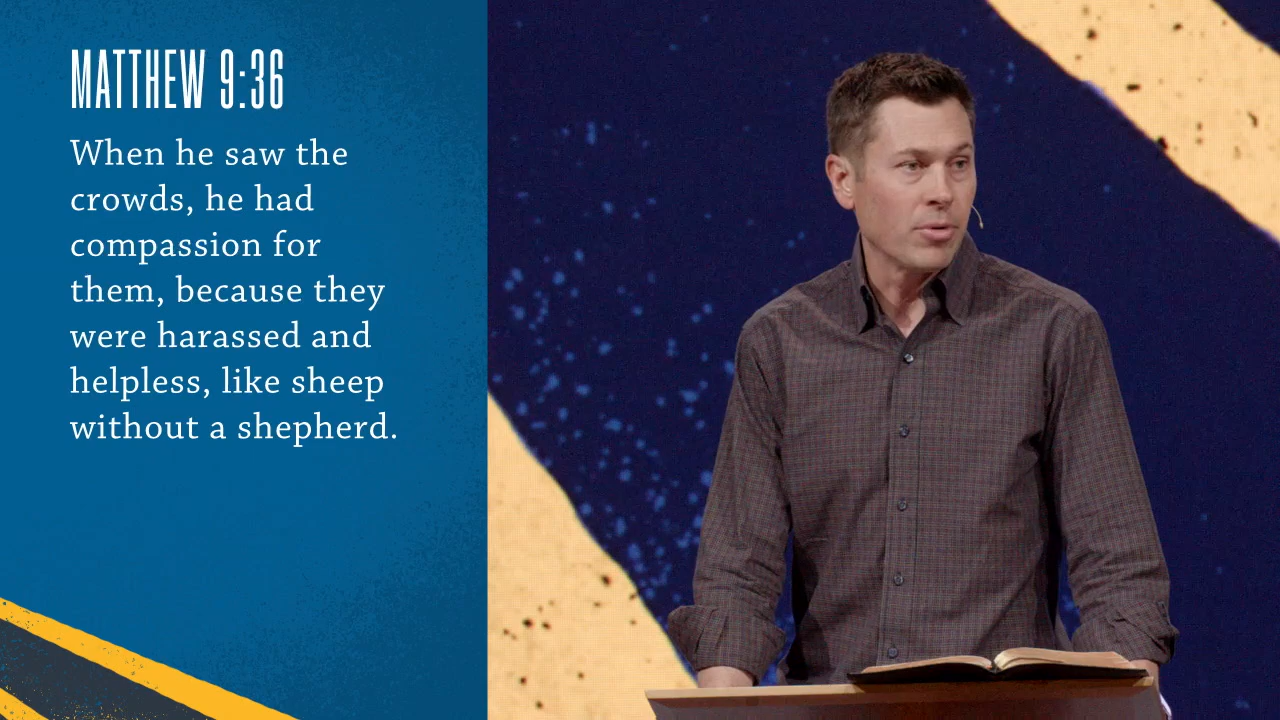 MATTHEW 9:36
When he saw the
crowds, he had
compassion for
them, because they
were harassed and
helpless, like sheep
without a shepherd.